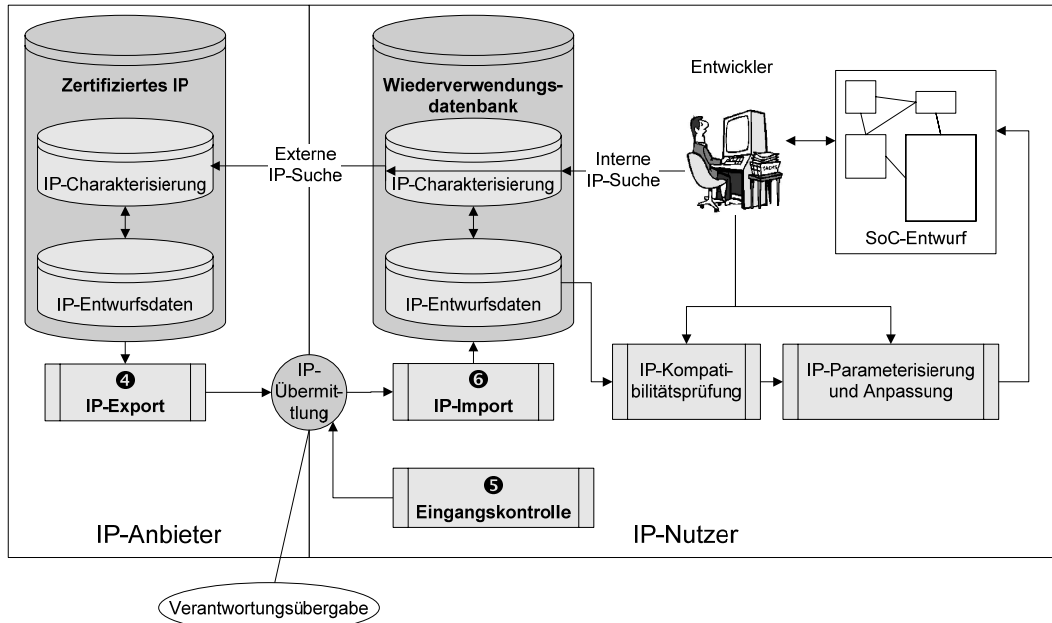 Zertifiziertes IP
IP-Charakterisierung
IP-Entwurfsdaten
❹
IP-Export
IP-Anbieter
Externe
IP-Suche
IP-
Übermitt-
lung
Verantwortungsübergabe
Wiederverwendungs-
datenbank
IP-Charakterisierung
IP-Entwurfsdaten
❻
IP-Import
❺
Eingangskontrolle
Interne
IP-Suche
Entwickler
SoC-Entwurf
IP-Kompati-
bilitätsprüfung
IP-Parameterisierung
und Anpassung
IP-Nutzer